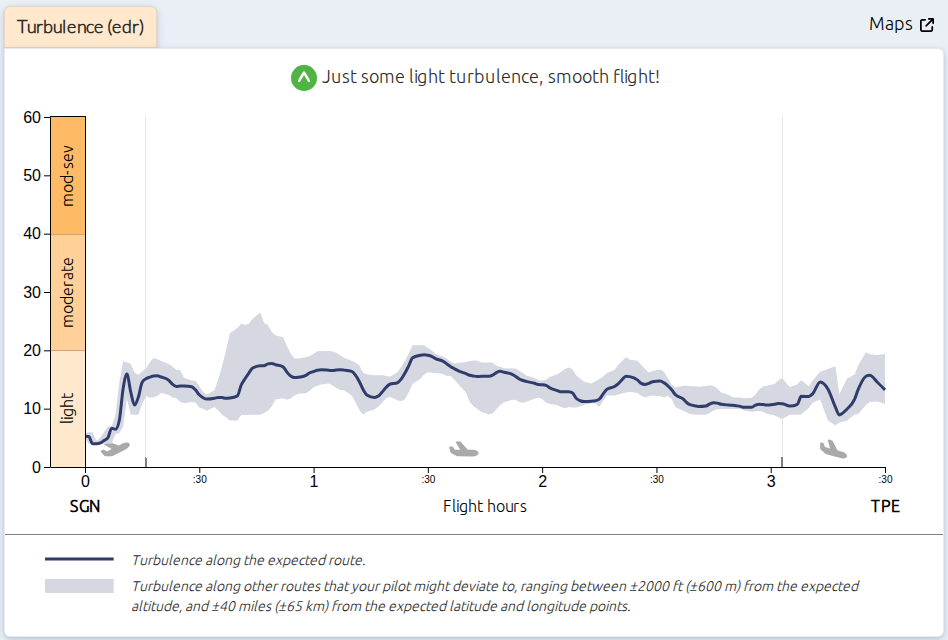 Turbulence (edr)
Maps
Just some light turbulence, smooth flight!
60
50
40
30
20
10
0
mod-sev
moderate
light
0
:30
1
:30
2
:30
3
:30
SGN
Flight hours
TPE
Turbulence along the expected route.
Turbulence along other routes that your pilot might deviate to, ranging between ±2000 ft (±600 m) from the expected
altitude, and ±40 miles (±65 km) from the expected latitude and longitude points.